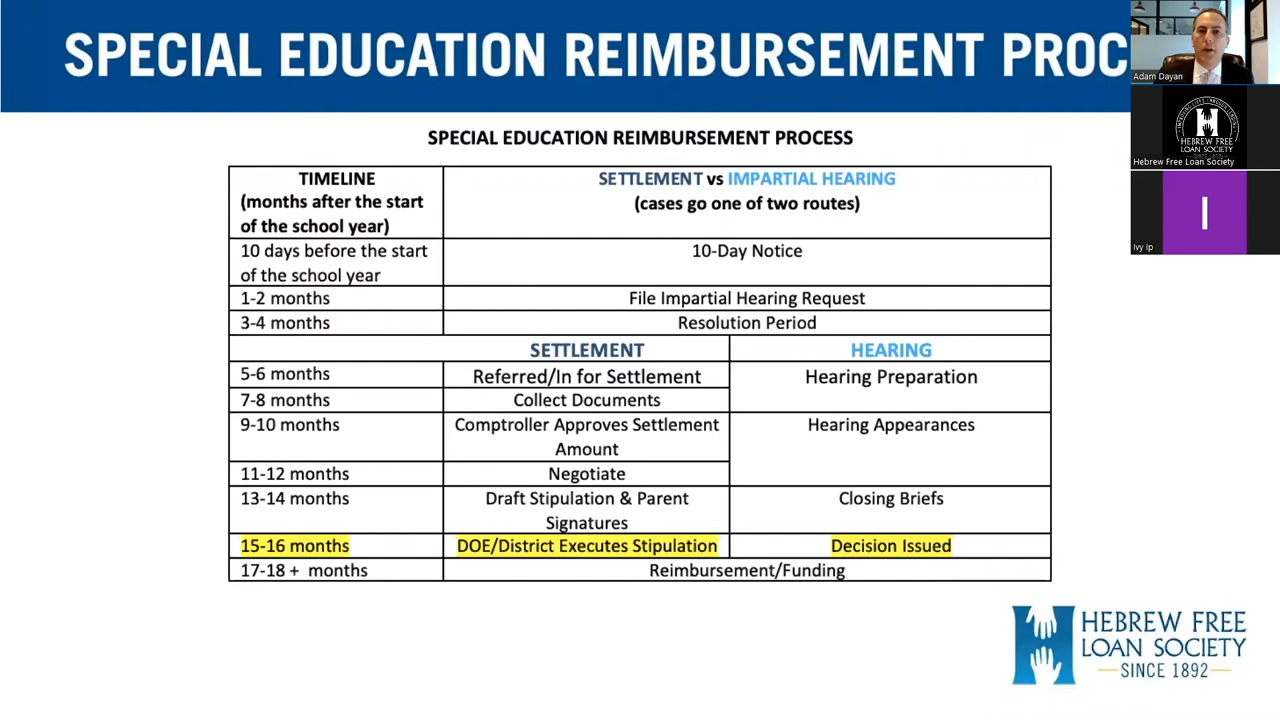 SPECIAL EDUCATION REIMBURSEMENT PROC
Adam Dayan
HEBREW FREE
LOAN SOCIETY
Hebrew Free Loan Society
I
Ivy Ip
SPECIAL EDUCATION REIMBURSEMENT PROCESS
TIMELINE
(months after the start
of the school year)
SETTLEMENT vs IMPARTIAL HEARING
(cases go one of two routes)
10 days before the start
of the school year
10-Day Notice
1-2 months
File Impartial Hearing Request
3-4 months
Resolution Period
SETTLEMENT
HEARING
5-6 months
Referred/In for Settlement
Hearing Preparation
7-8 months
Collect Documents
9-10 months
Comptroller Approves Settlement
Amount
Hearing Appearances
11-12 months
Negotiate
13-14 months
Draft Stipulation & Parent
Signatures
Closing Briefs
15-16 months
DOE/District Executes Stipulation
Decision Issued
17-18 + months
Reimbursement/Funding
HEBREW FREE
LOAN SOCIETY
SINCE 1892